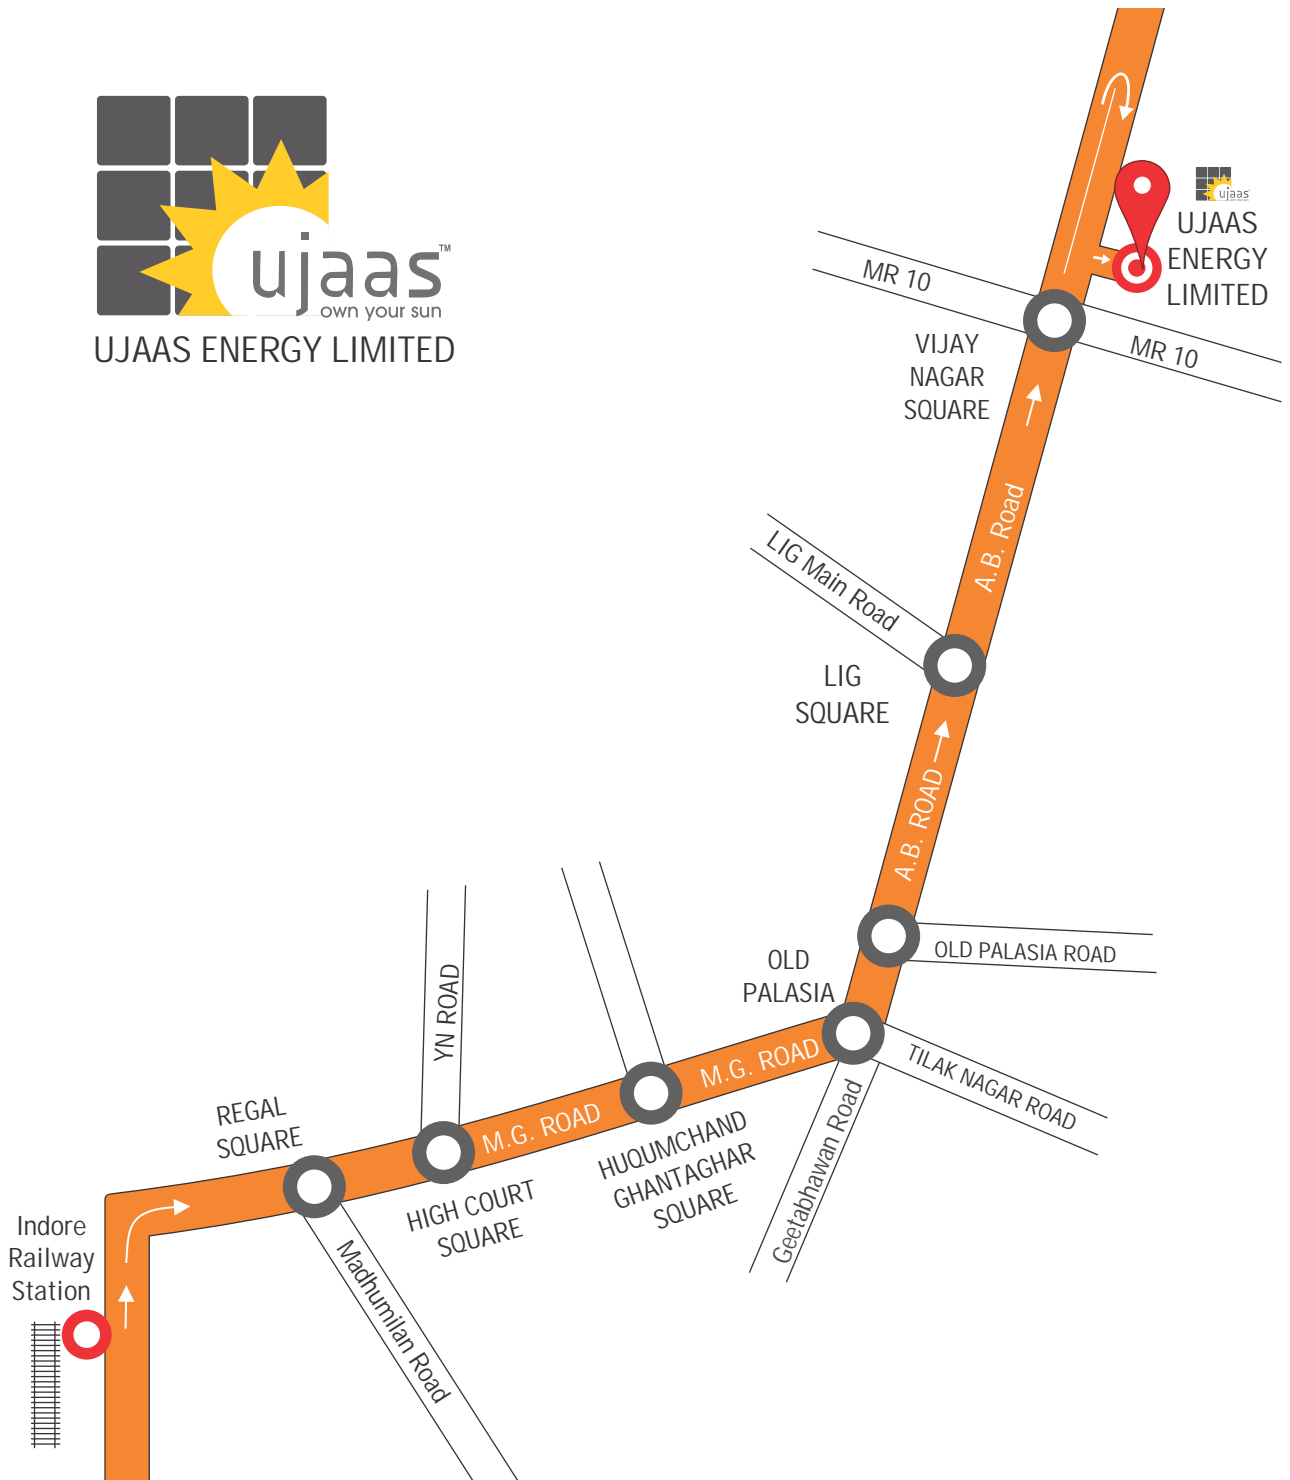 ujaas™
own your sun
UJAAS ENERGY LIMITED
ujaas
UJAAS
ENERGY
LIMITED
MR 10
MR 10
VIJAY
NAGAR
SQUARE
A.B. Road
LIG Main Road
LIG
SQUARE
A.B. ROAD
OLD PALASIA ROAD
OLD
PALASIA
YN ROAD
M.G. ROAD
TILAK NAGAR ROAD
REGAL
SQUARE
M.G. ROAD
HUQUMCHAND
GHANTAGHAR
SQUARE
Geetabhawan Road
HIGH COURT
SQUARE
Indore
Railway
Station
Madhumilan Road